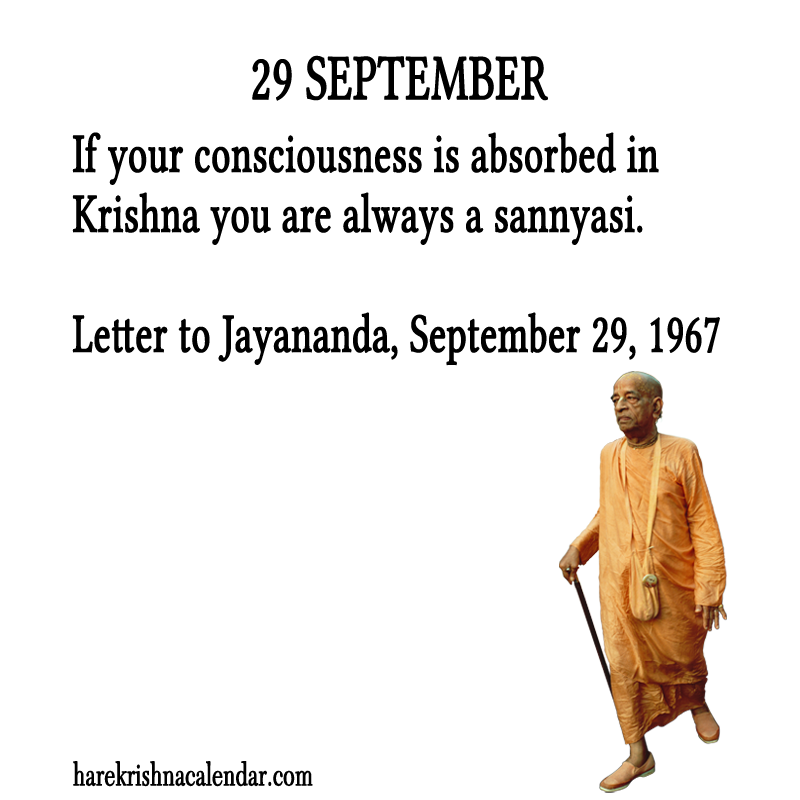 29 SEPTEMBER
If your consciousness is absorbed in
Krishna you are always a sannyasi.
Letter to Jayananda, September 29, 1967
harekrishnacalendar.com